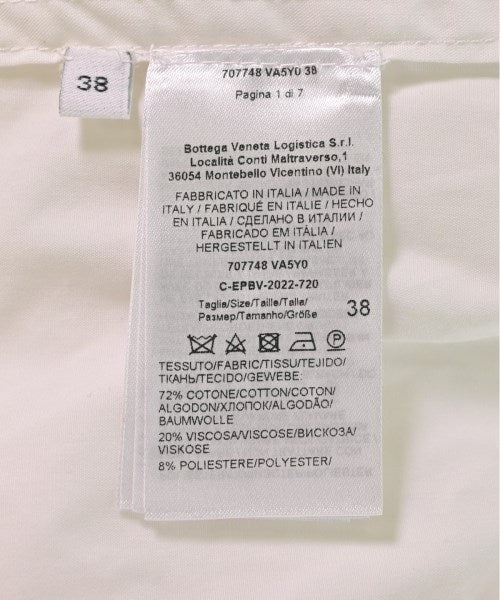 38
707748 VA5Y0 38
Pagina 1 di 7
Bottega Veneta Logistica S.r.l.
Località Conti Maltraverso,1
36054 Montebello Vicentino (VI) Italy
FABBRICATO IN ITALIA / MADE IN
ITALY / FABRIQUÉ EN ITALIE / HECHO
EN ITALIA / СДЕЛАНО В ИТАЛИИ /
FABRICADO EM ITÁLIA /
HERGESTELLT IN ITALIEN
707748 VA5Y0
C-EPBV-2022-720
Taglia/Size/Taille/Talla/
Размер/Tamanho/Größe
38
P
TESSUTO/FABRIC/TISSU/TEJIDO/
ТКАНЬ/TECIDO/GEWEBE:
72% COTONE/COTTON/COTON/
ALGODON/ХЛОПОК/ALGODÃO/
BAUMWOLLE
20% VISCOSA/VISCOSE/ВИСКОЗА/
VISKOSE
8% POLIESTERE/POLYESTER/